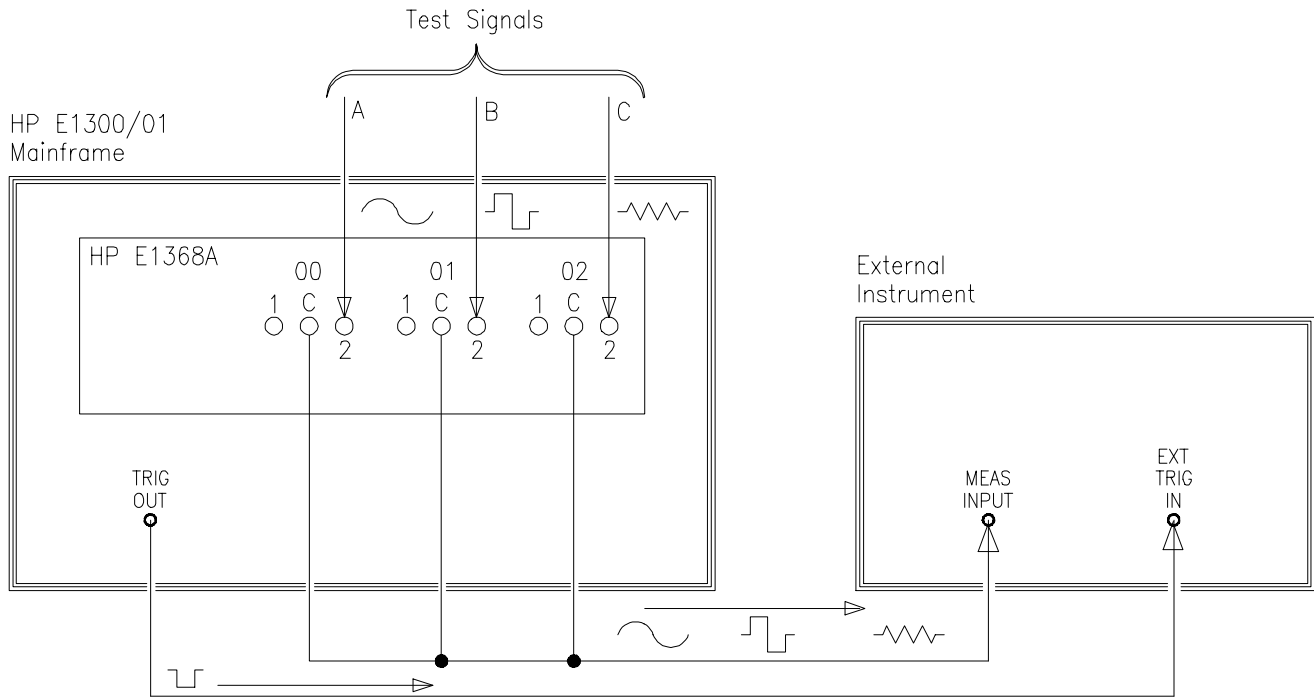 Test Signals
A B C
HP E1300/01
Mainframe
HP E1368A
00 01 02
1 C 1 C 1 C
2 2 2
TRIG
OUT
External
Instrument
MEAS
INPUT
EXT
TRIG
IN